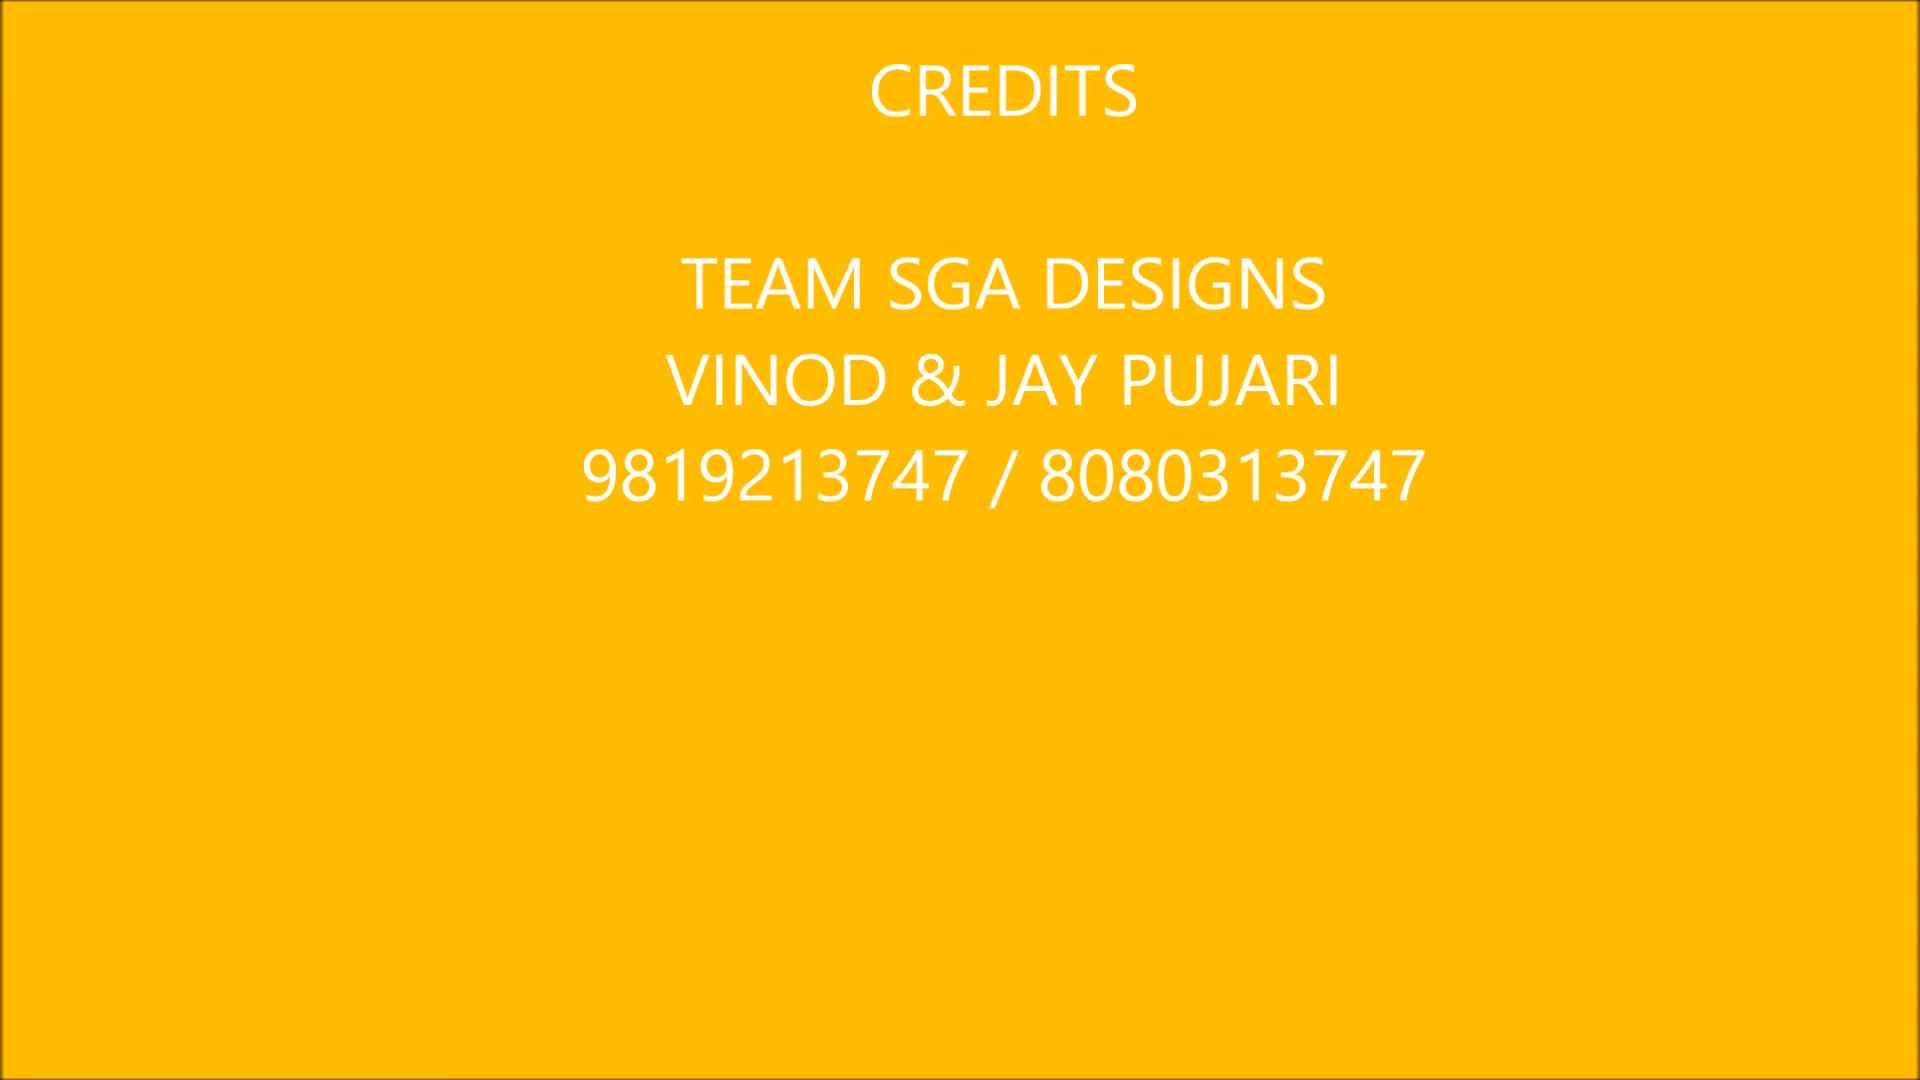 CREDITS
TEAM SGA DESIGNS
VINOD & JAY PUJARI
9819213747 / 8080313747